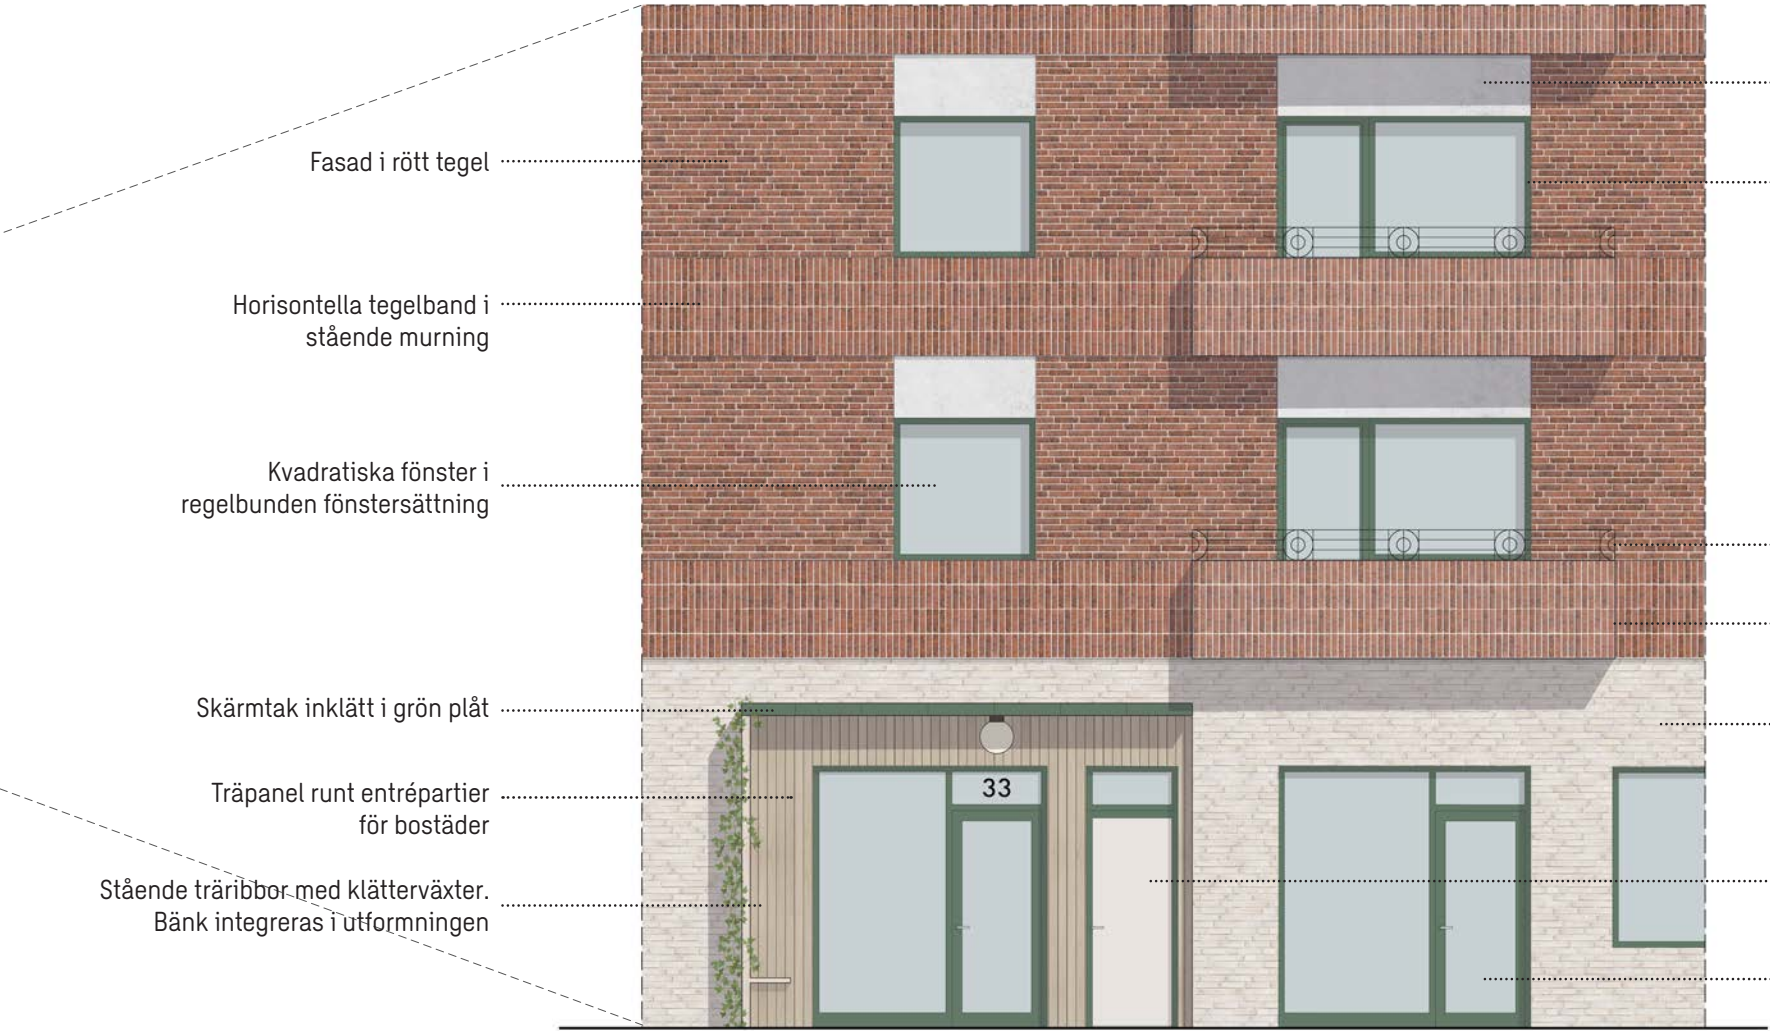 Fasad i rött tegel
Horisontella tegelband i
stående murning
Kvadratiska fönster i
regelbunden fönstersättning
Skärmtak inklätt i grön plåt
Träpanel runt entrépartier
för bostäder
Stående träribbor med klätterväxter.
Bänk integreras i utformningen
33